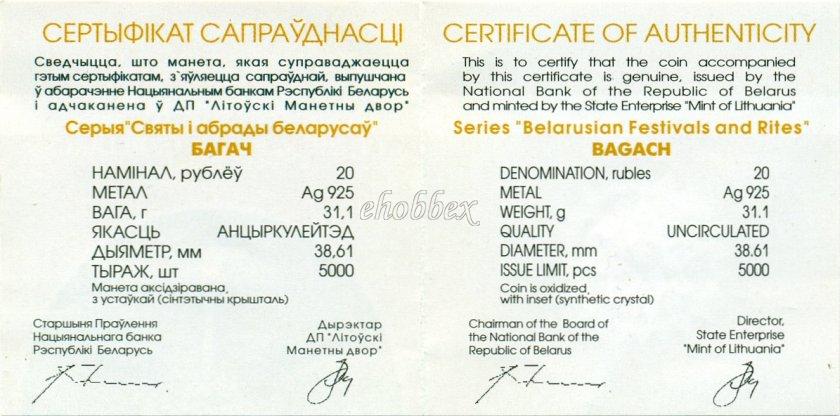 СЕРТЫФІКАТ САПРАЎДНАСЦІ
Сведчыцца, што манета, якая суправаджаецца
гэтым сертыфікатам, з`яўляецца сапраўднай, выпушчана
ў абарачэнне Нацыянальным банкам Рэспублікі Беларусь
і адчаканена ў ДП "Літоўскі Манетны двор"
Серыя"Святы і абрады беларусаў"
БАГАЧ
НАМІНАЛ, рублёў 20
МЕТАЛ Ag 925
ВАГА, г 31,1
ЯКАСЦЬ АНЦЫРКУЛЕЙТЭД
ДЫЯМЕТР, мм 38,61
ТЫРАЖ, шт 5000
Манета аксідзіравана,
з устаўкай (сінтэтычны крышталь)
Старшыня Праўлення
Нацыянальнага банка
Рэспублікі Беларусь
Дырэктар
ДП "Літоўскі
Манетны двор"
CERTIFICATE OF AUTHENTICITY
This is to certify that the coin accompanied
by this certificate is genuine, issued by the
National Bank of the Republic of Belarus
and minted by the State Enterprise "Mint of Lithuania"
Series "Belarusian Festivals and Rites"
BAGACH
DENOMINATION, rubles 20
METAL Ag 925
WEIGHT, g 31.1
QUALITY UNCIRCULATED
DIAMETER, mm 38.61
ISSUE LIMIT, pcs 5000
Coin is oxidized,
with inset (synthetic crystal)
Chairman of the Board of
the National Bank of the
Republic of Belarus
Director,
State Enterprise
"Mint of Lithuania"
ehobbex